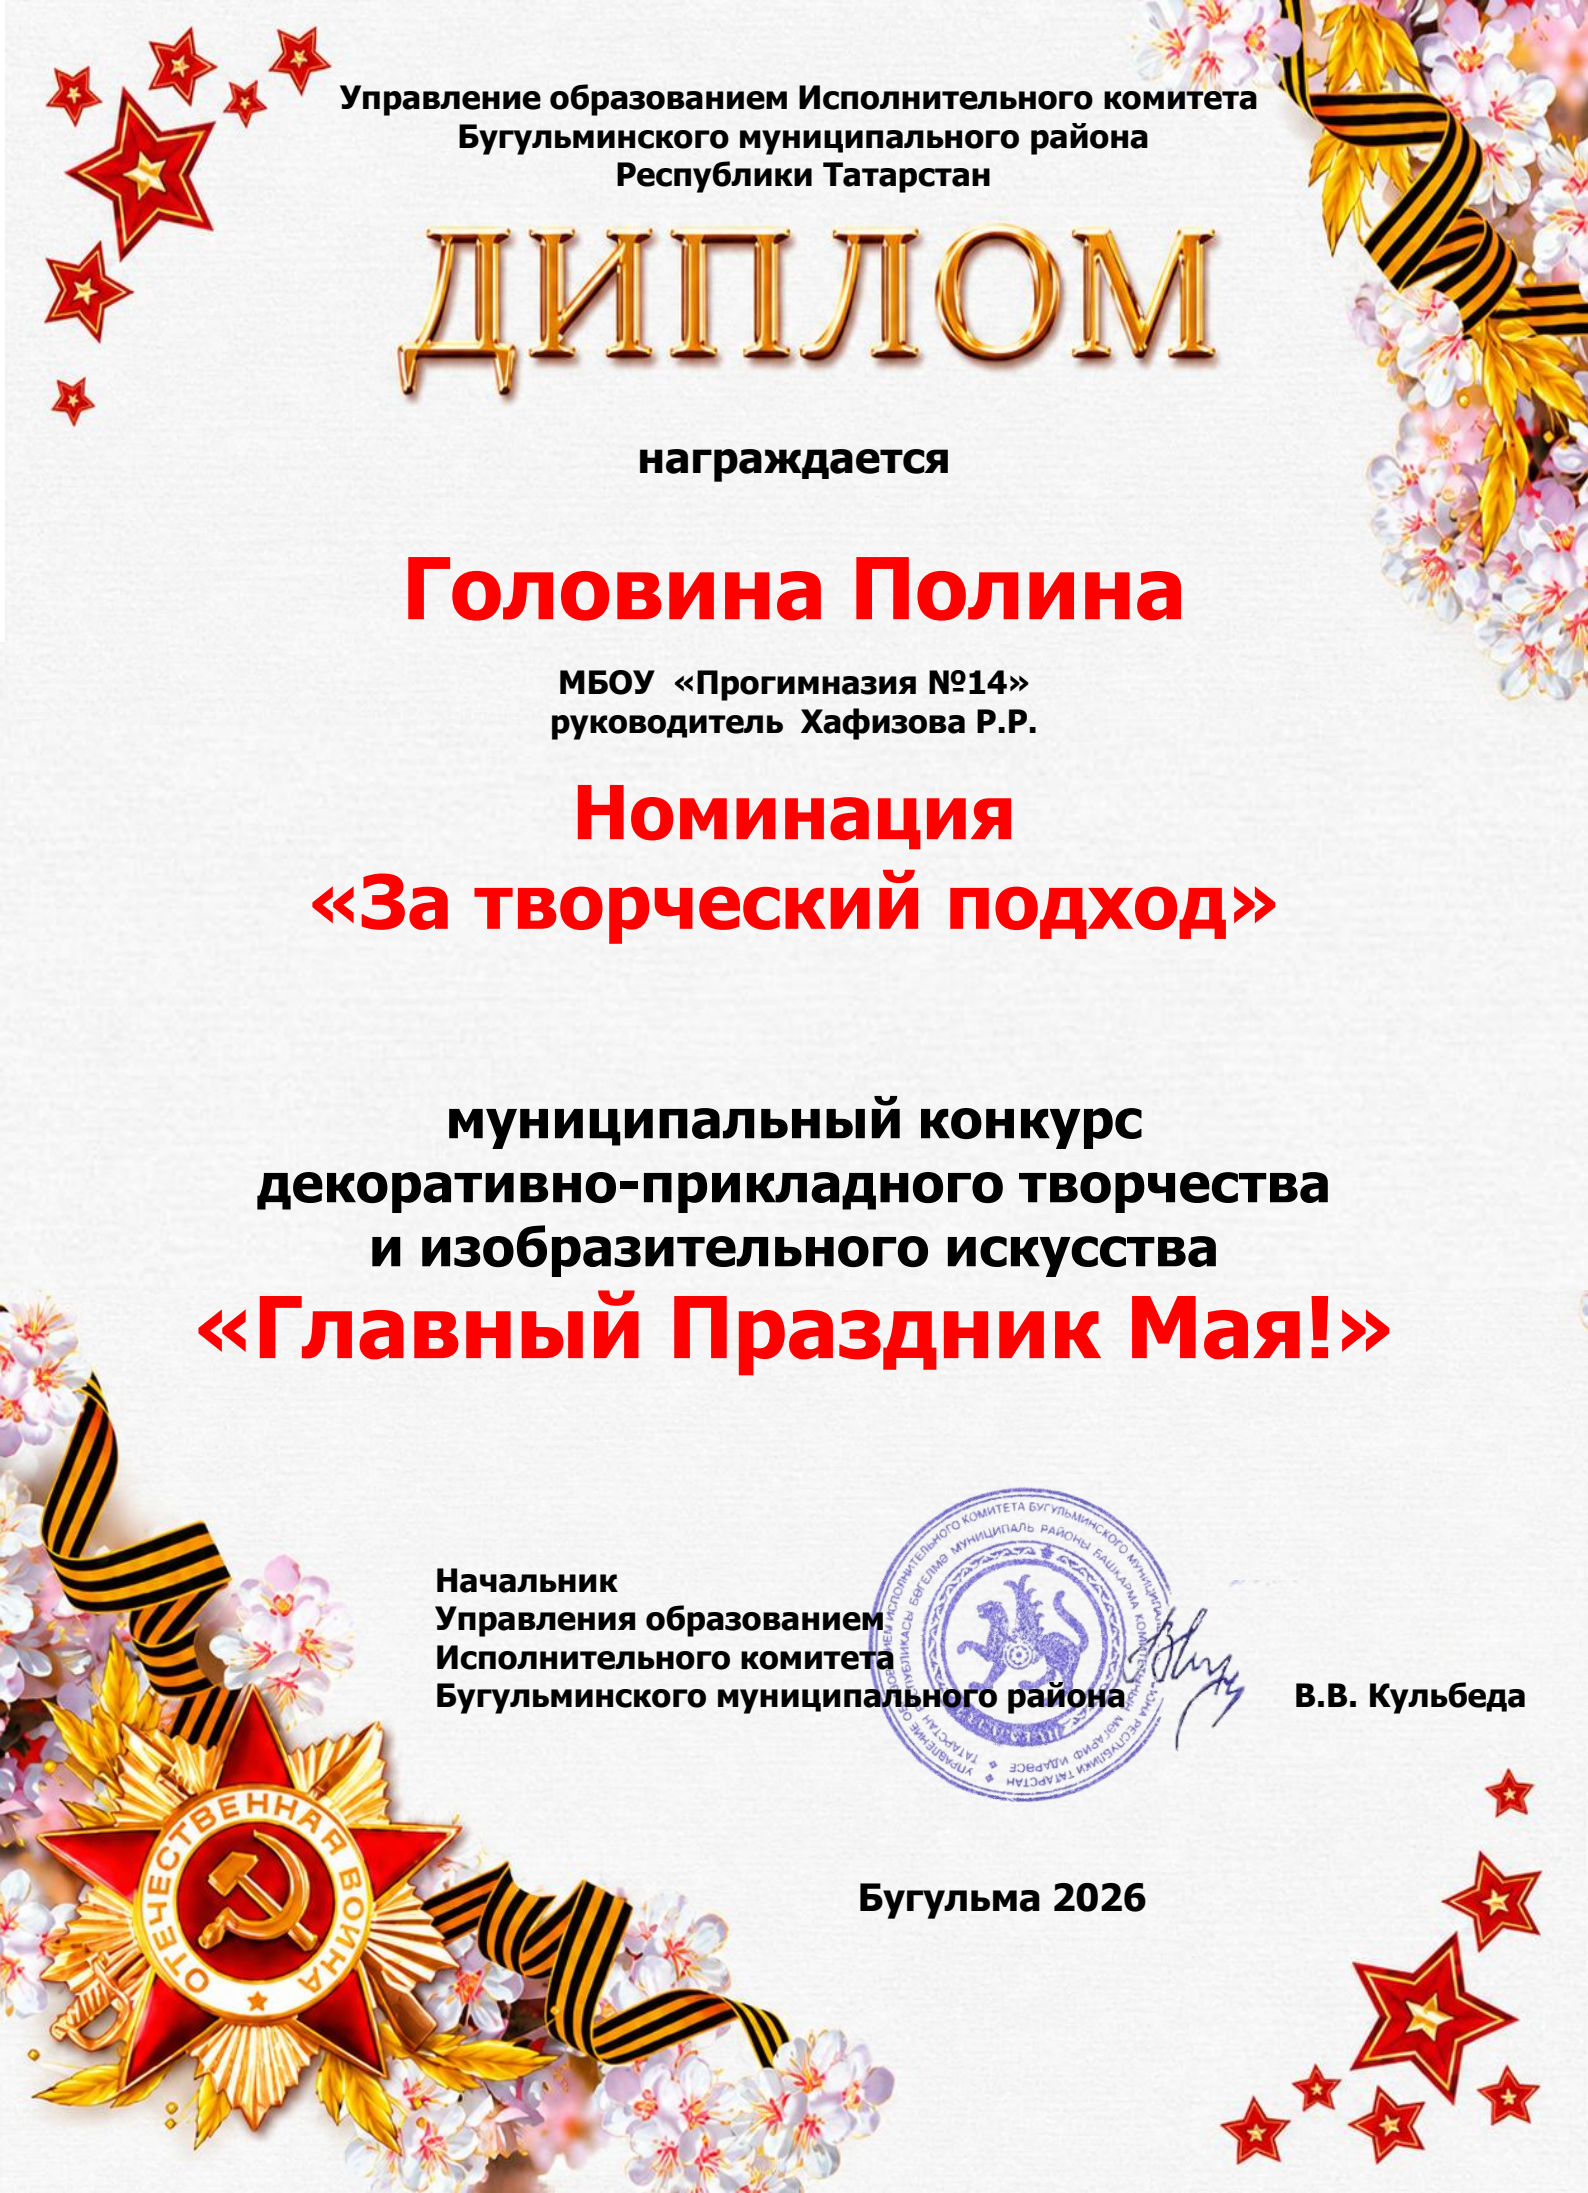 Управление образованием Исполнительного комитета
Бугульминского муниципального района
Республики Татарстан
ДИПЛОМ
награждается
Головина Полина
МБОУ «Прогимназия №14»
руководитель Хафизова Р.Р.
Номинация
«За творческий подход»
муниципальный конкурс
декоративно-прикладного творчества
и изобразительного искусства
«Главный Праздник Мая!»
Начальник
Управления образованием
Исполнительного комитета
Бугульминского муниципального района
В.В. Кульбеда
ОТЕЧЕСТВЕННАЯ ВОЙНА
Бугульма 2026